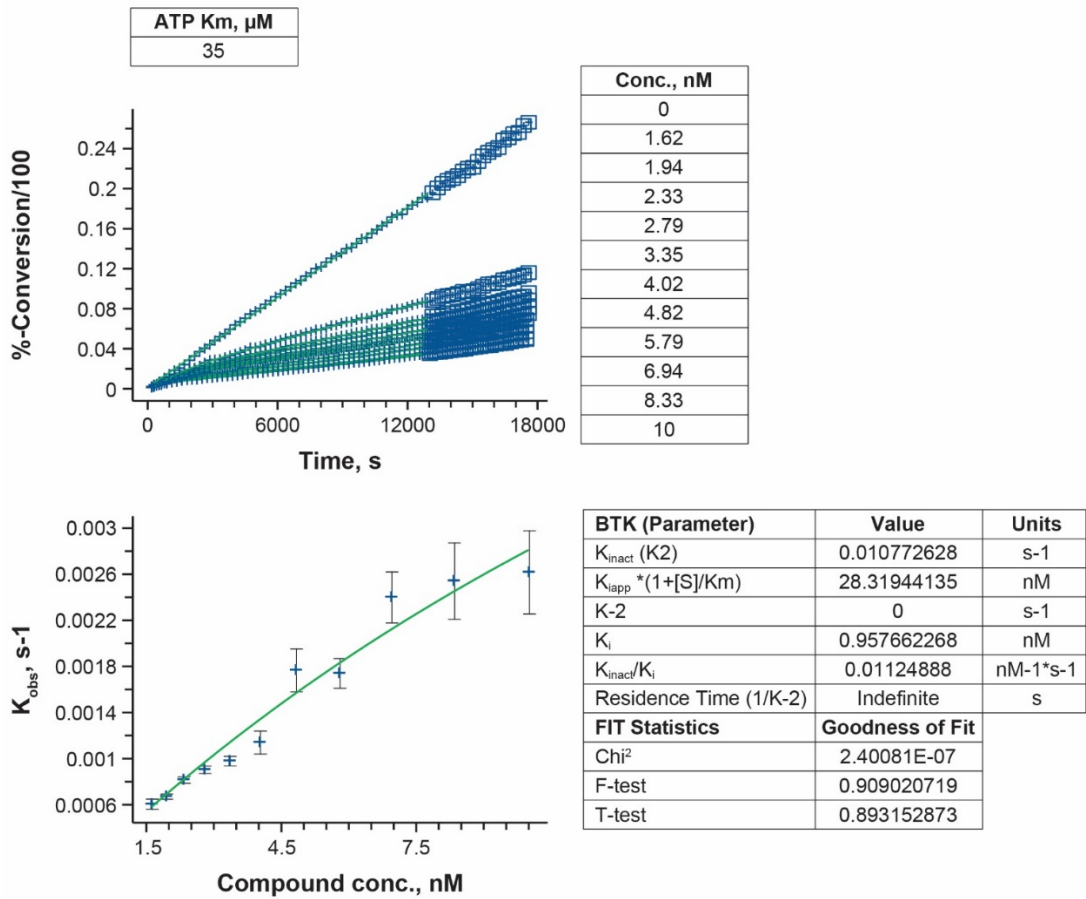 ATP Km, µM
35
Conc., nM
0
1.62
1.94
2.33
2.79
3.35
4.02
4.82
5.79
6.94
8.33
10
%-Conversion/100
0.24
0.2
0.16
0.12
0.08
0.04
0
0 6000 12000 18000
Time, s
Kobs, s-1
0.003
0.0026
0.0022
0.0018
0.0014
0.001
0.0006
1.5 4.5 7.5
Compound conc., nM
BTK (Parameter) Value Units
Kinact (K2) 0.010772628 s-1
Kiapp *(1+[S]/Km) 28.31944135 nM
K-2 0 s-1
Ki 0.957662268 nM
Kinact/Ki 0.01124888 nM-1*s-1
Residence Time (1/K-2) Indefinite s
FIT Statistics Goodness of Fit
Chi² 2.40081E-07
F-test 0.909020719
T-test 0.893152873